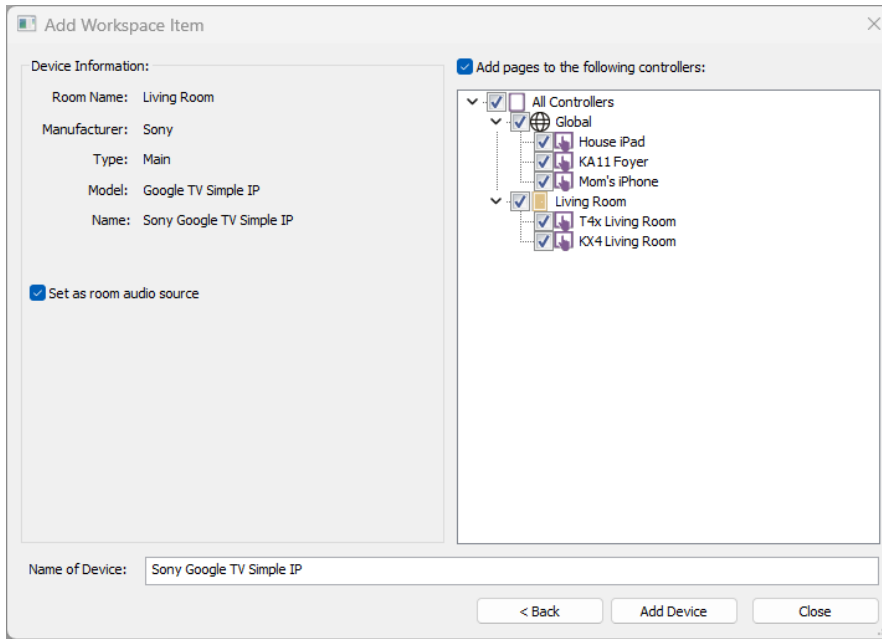 Add Workspace Item
Device Information:
Room Name: Living Room
Manufacturer: Sony
Type: Main
Model: Google TV Simple IP
Name: Sony Google TV Simple IP
Set as room audio source
Add pages to the following controllers:
All Controllers
Global
House iPad
KA11 Foyer
Mom's iPhone
Living Room
T4x Living Room
KX4 Living Room
Name of Device: Sony Google TV Simple IP
< Back Add Device Close